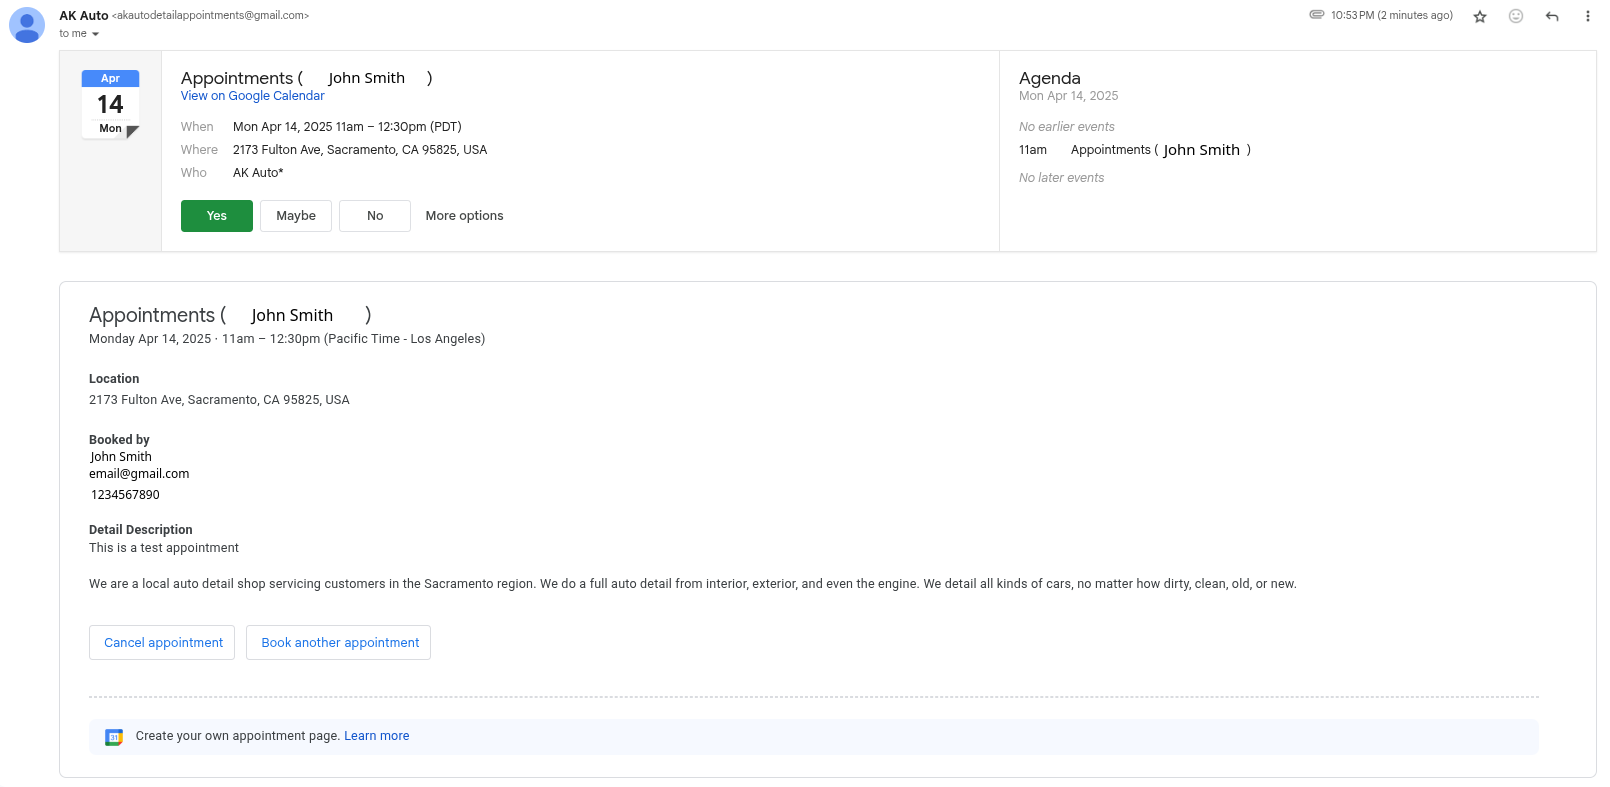 AK Auto <akautodetailappointments@gmail.com>
10:53 PM (2 minutes ago)
to me
Apr
14
Mon
Appointments ( John Smith )
View on Google Calendar
When Mon Apr 14, 2025 11am – 12:30pm (PDT)
Where 2173 Fulton Ave, Sacramento, CA 95825, USA
Who AK Auto*
Yes Maybe No More options
Agenda
Mon Apr 14, 2025
No earlier events
11am Appointments ( John Smith )
No later events
Appointments ( John Smith )
Monday Apr 14, 2025 · 11am – 12:30pm (Pacific Time - Los Angeles)
Location
2173 Fulton Ave, Sacramento, CA 95825, USA
Booked by
John Smith
email@gmail.com
1234567890
Detail Description
This is a test appointment
We are a local auto detail shop servicing customers in the Sacramento region. We do a full auto detail from interior, exterior, and even the engine. We detail all kinds of cars, no matter how dirty, clean, old, or new.
Cancel appointment Book another appointment
31 Create your own appointment page. Learn more